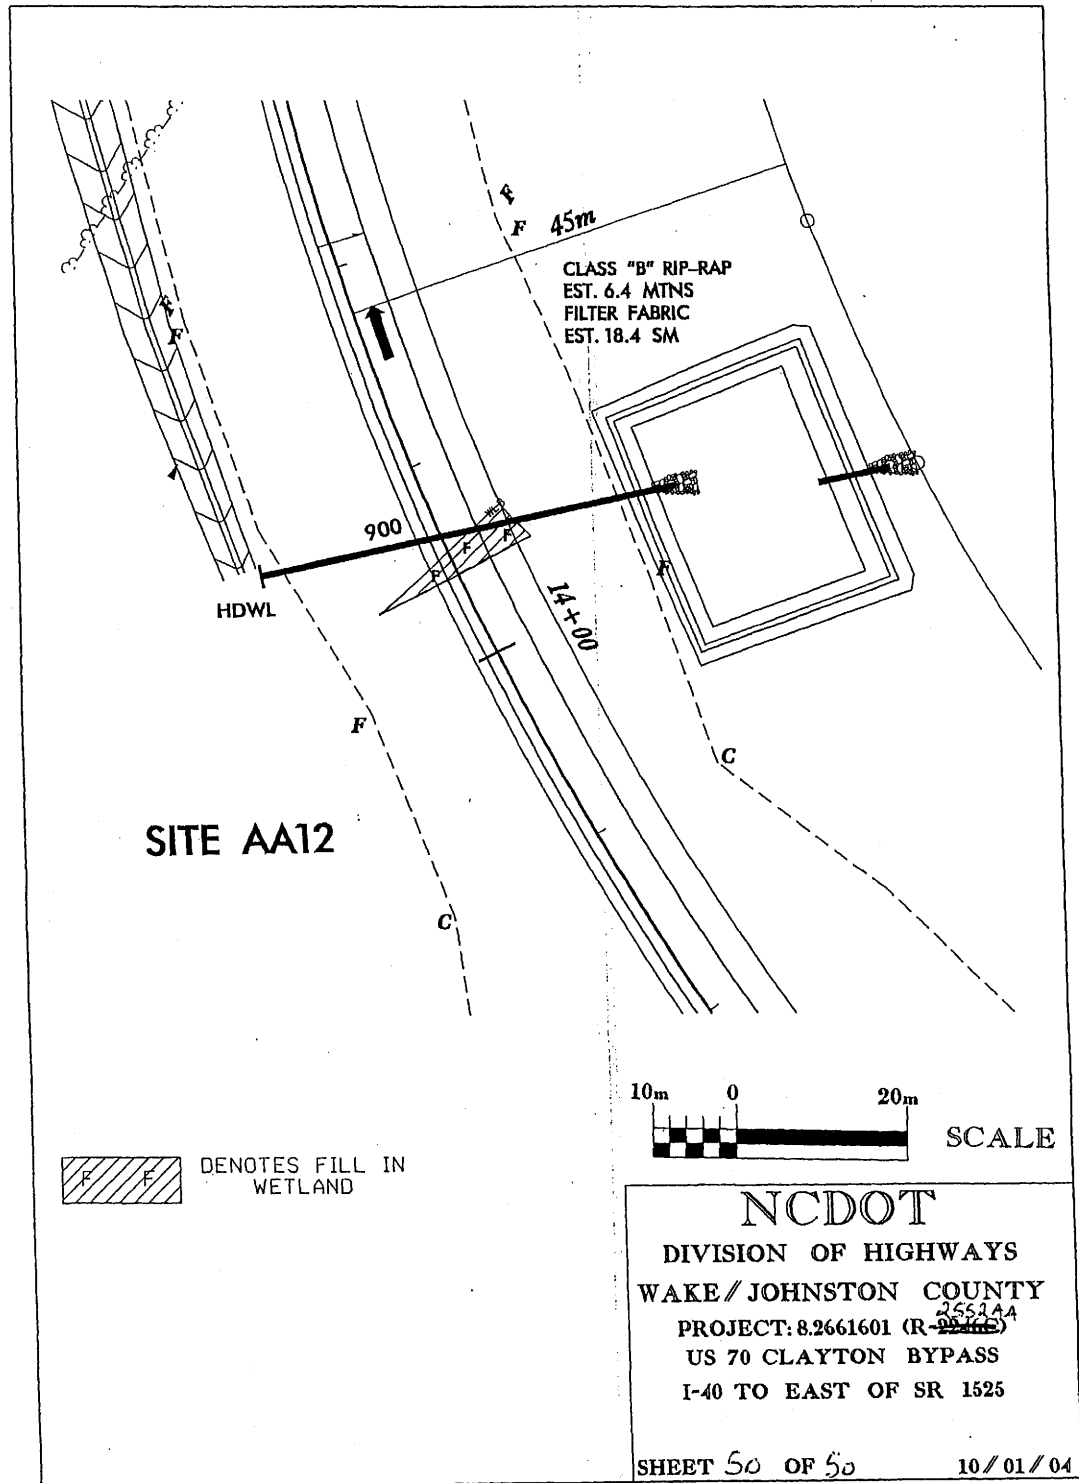 F
F
45m
CLASS "B" RIP-RAP
EST. 6.4 MTNS
FILTER FABRIC
EST. 18.4 SM
F
F
900
F
F
F
F
HDWL
14+00
F
C
SITE AA12
C
10m 0 20m
SCALE
F F
DENOTES FILL IN
WETLAND
NCDOT
DIVISION OF HIGHWAYS
WAKE//JOHNSTON COUNTY
2552AA
PROJECT: 8.2661601 (R-2246C)
US 70 CLAYTON BYPASS
I-40 TO EAST OF SR 1525
SHEET 50 OF 50 10//01//04